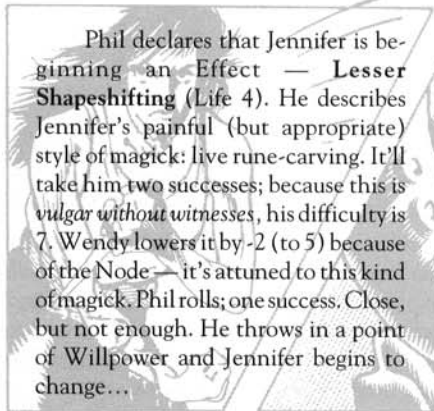 Phil declares that Jennifer is be-
ginning an Effect — Lesser
Shapeshifting (Life 4). He describes
Jennifer's painful (but appropriate)
style of magick: live rune-carving. It'll
take him two successes; because this is
vulgar without witnesses, his difficulty is
7. Wendy lowers it by -2 (to 5) because
of the Node — it's attuned to this kind
of magick. Phil rolls; one success. Close,
but not enough. He throws in a point
of Willpower and Jennifer begins to
change...